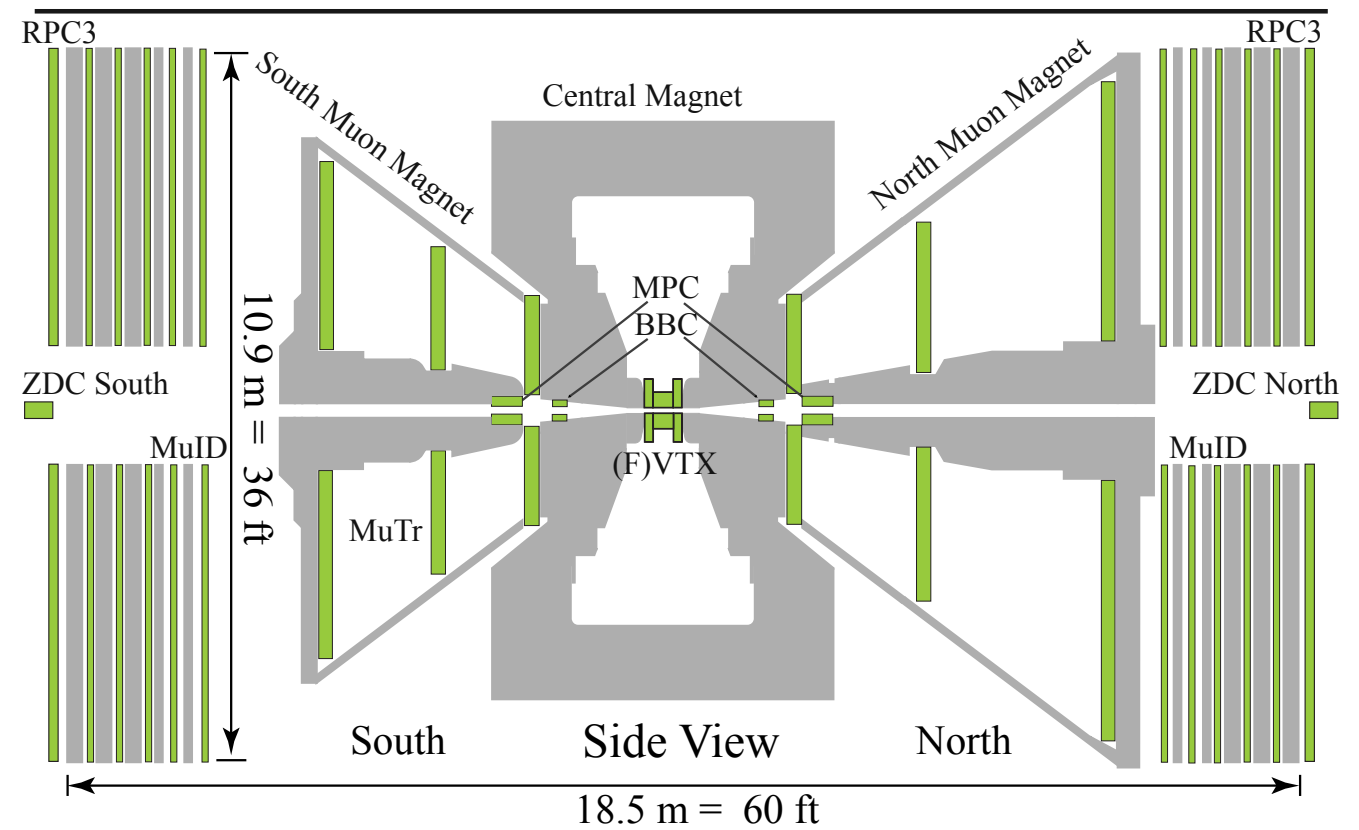 RPC3
RPC3
South Muon Magnet
Central Magnet
North Muon Magnet
MPC
BBC
10.9 m = 36 ft
ZDC South
ZDC North
MuID
MuID
(F)VTX
MuTr
South
Side View
North
18.5 m = 60 ft